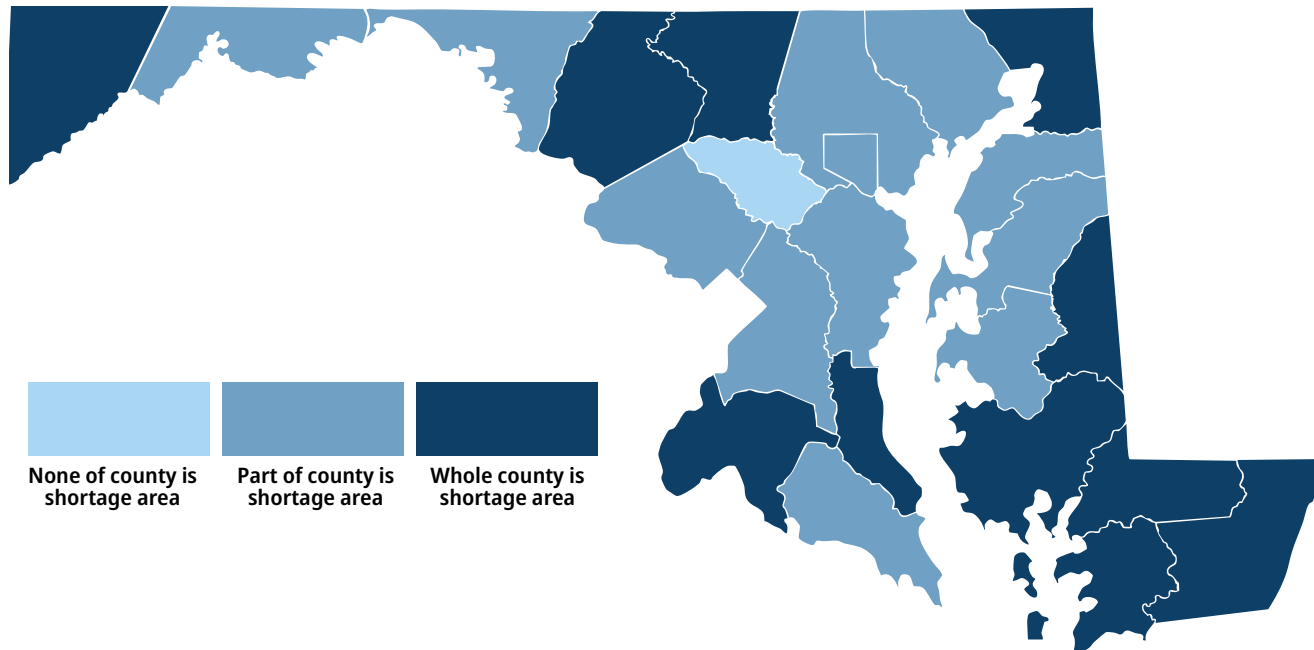 None of county is
shortage area
Part of county is
shortage area
Whole county is
shortage area